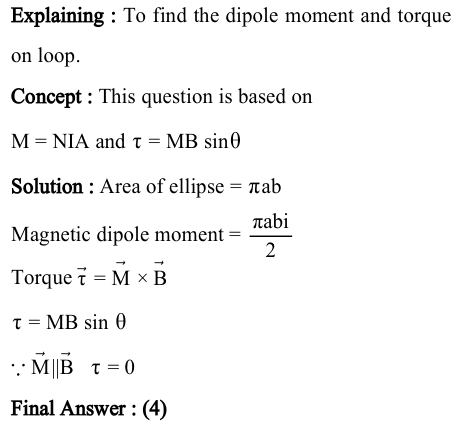 Explaining : To find the dipole moment and torque
on loop.
Concept : This question is based on
M = NIA and τ = MB sinθ
Solution : Area of ellipse = πab
Magnetic dipole moment = πabi/2
Torque τ⃗ = M⃗ × B⃗
τ = MB sin θ
∵ M⃗||B⃗ τ = 0
Final Answer : (4)